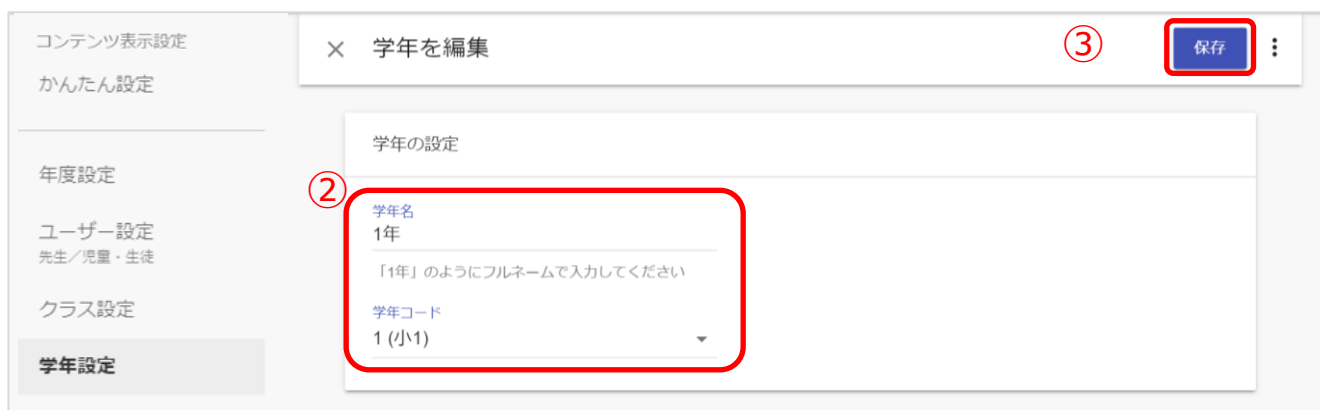 コンテンツ表示設定
かんたん設定
年度設定
ユーザー設定
先生／児童・生徒
クラス設定
学年設定
× 学年を編集
③
保存
学年の設定
②
学年名
1年
「1年」のようにフルネームで入力してください
学年コード
1 (小1)